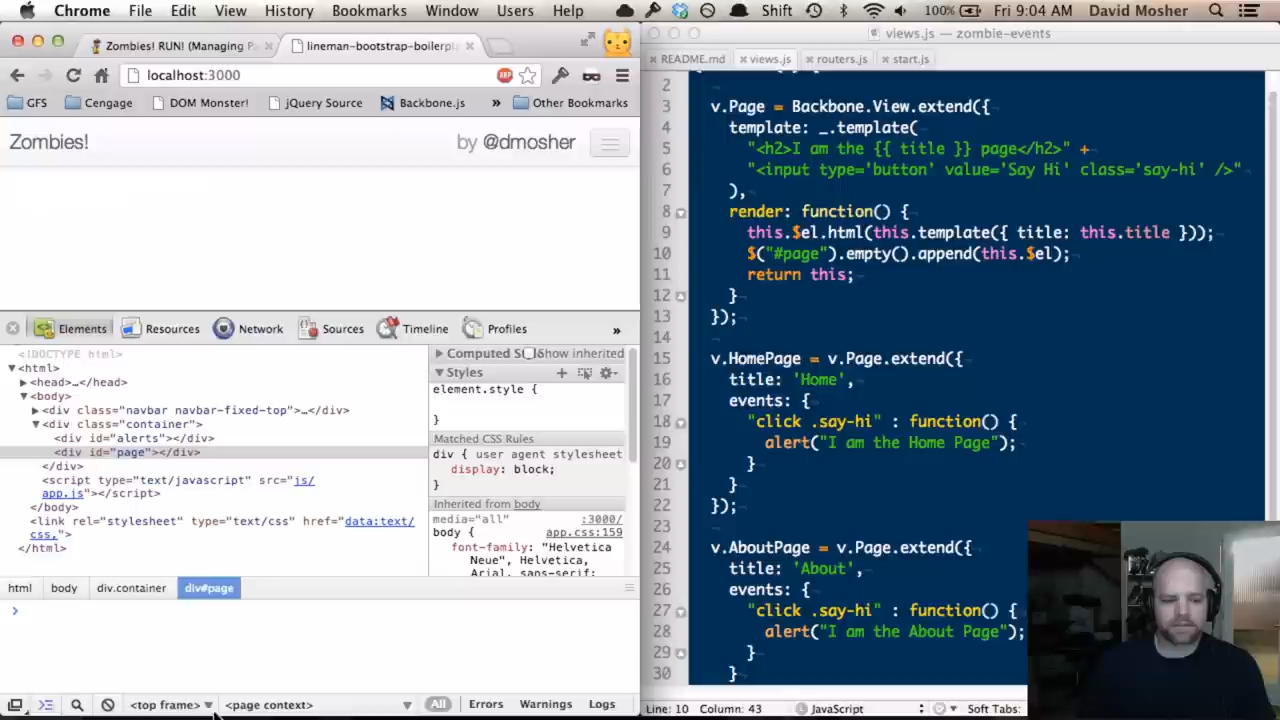 Chrome File Edit View History Bookmarks Window Users Help Shift 100% Fri 9:04 AM David Mosher
Zombies! RUN! (Managing P
lineman-bootstrap-boilerpla
localhost:3000
GFS Cengage DOM Monster! jQuery Source Backbone.js » Other Bookmarks
Zombies!
by @dmosher
Elements Resources Network Sources Timeline Profiles »
<!DOCTYPE html>
<html>
<head>…</head>
<body>
<div class="navbar navbar-fixed-top">…</div>
<div class="container">
<div id="alerts"></div>
<div id="page"></div>
</div>
<script type="text/javascript" src="js/
app.js"></script>
</body>
<link rel="stylesheet" type="text/css" href="data:text/
css,">
</html>
Show inherited
Styles
element.style {
}
Matched CSS Rules
div { user agent stylesheet
display: block;
}
Inherited from body
media="all" :3000/
body { app.css:159
font-family: "Helvetica
Neue", Helvetica,
Arial, sans-serif;
html body div.container div#page
>
<top frame> <page context> All Errors Warnings Logs
views.js — zombie-events
README.md views.js routers.js start.js
2
3 v.Page = Backbone.View.extend({
4 template: _.template(
5 "<h2>I am the {{ title }} page</h2>" +
6 "<input type='button' value='Say Hi' class='say-hi' />"
7 ),
8 render: function() {
9 this.$el.html(this.template({ title: this.title }));
10 $("#page").empty().append(this.$el);
11 return this;
12 }
13 });
14
15 v.HomePage = v.Page.extend({
16 title: 'Home',
17 events: {
18 "click .say-hi" : function() {
19 alert("I am the Home Page");
20 }
21 }
22 });
23
24 v.AboutPage = v.Page.extend({
25 title: 'About',
26 events: {
27 "click .say-hi" : function() {
28 alert("I am the About Page");
29 }
30 }
Line: 10 Column: 43 JavaScript Soft Tabs: